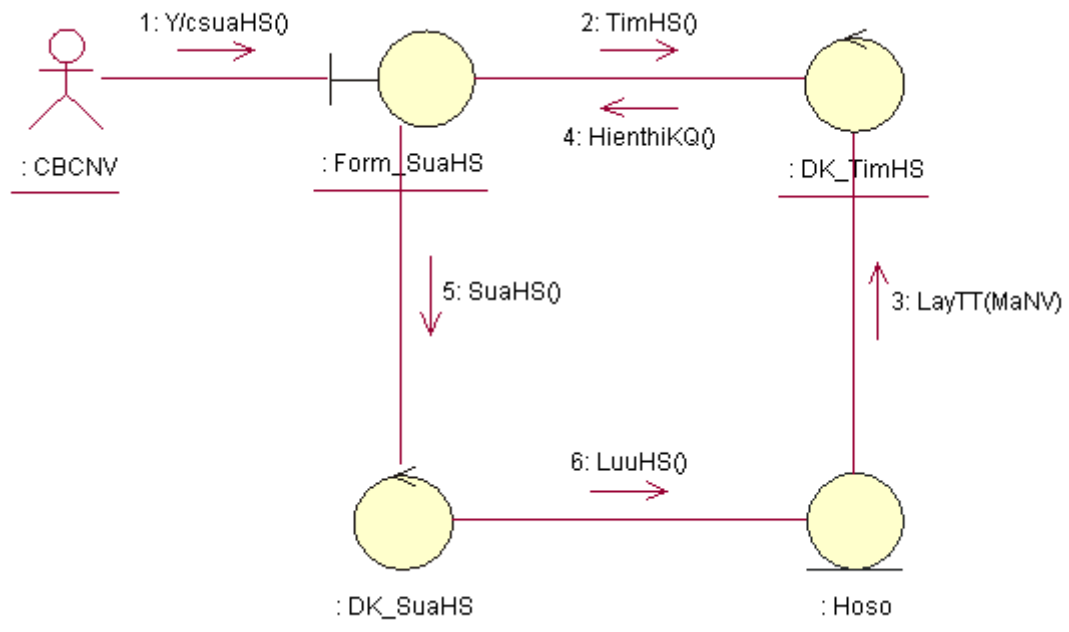 1: Y/csuaHS()
2: TimHS()
4: HienthiKQ()
: CBCNV
: Form_SuaHS
: DK_TimHS
5: SuaHS()
3: LayTT(MaNV)
6: LuuHS()
: DK_SuaHS
: Hoso